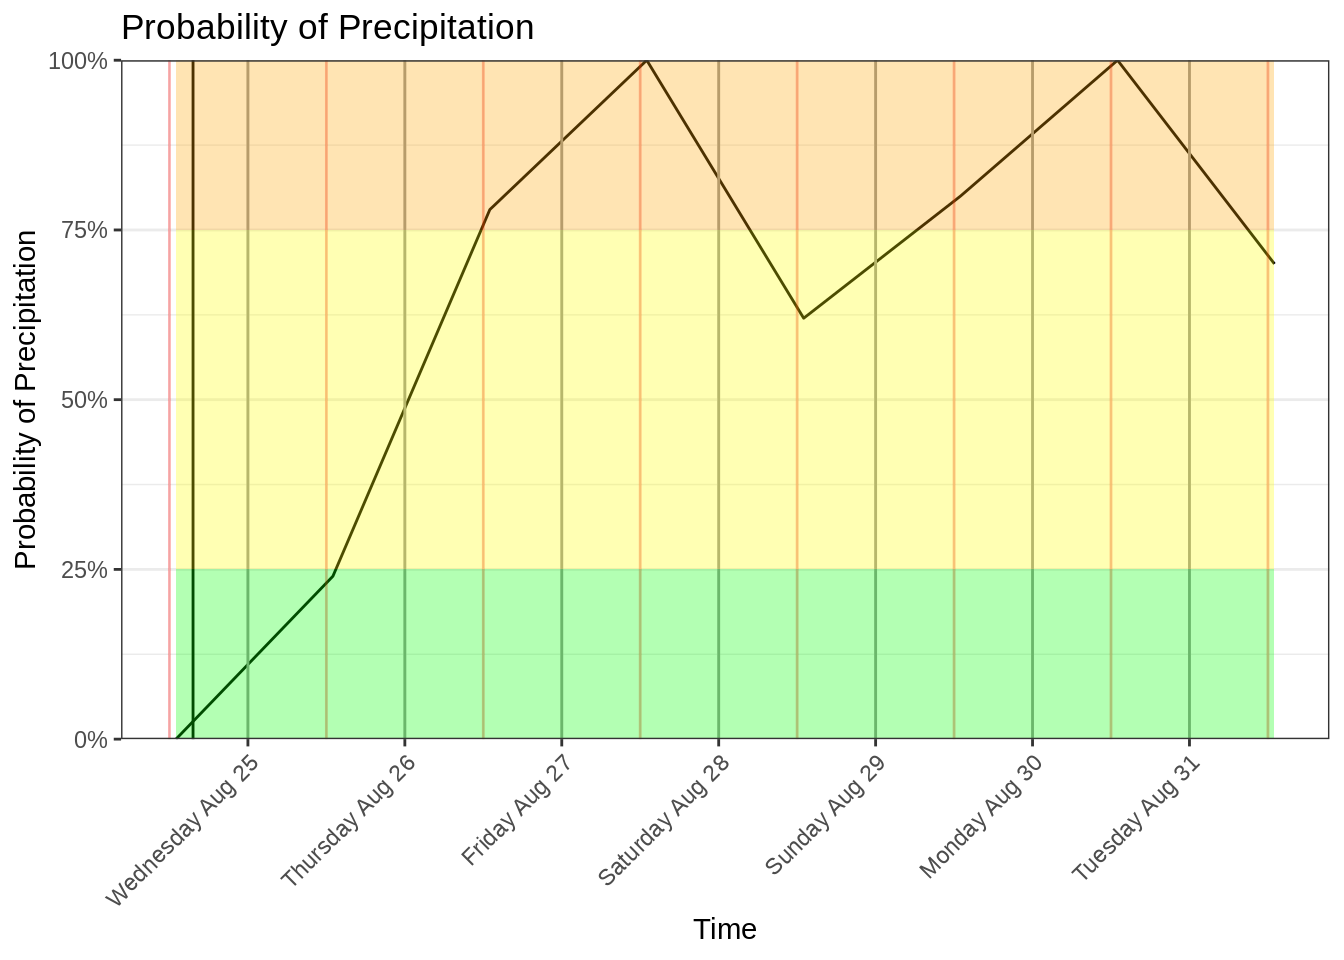 Probability of Precipitation
100%
75%
50%
25%
0%
Probability of Precipitation
Wednesday Aug 25
Thursday Aug 26
Friday Aug 27
Saturday Aug 28
Sunday Aug 29
Monday Aug 30
Tuesday Aug 31
Time